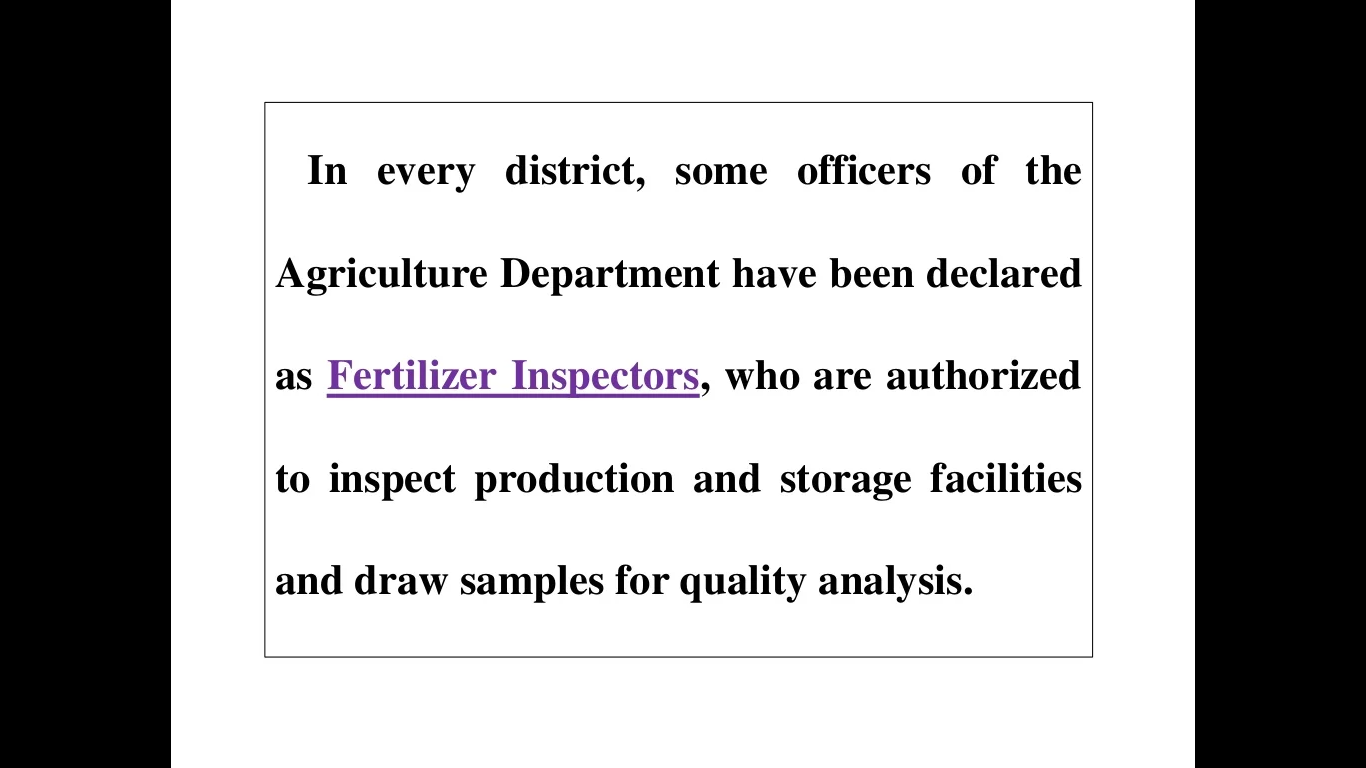 In every district, some officers of the
Agriculture Department have been declared
as Fertilizer Inspectors, who are authorized
to inspect production and storage facilities
and draw samples for quality analysis.